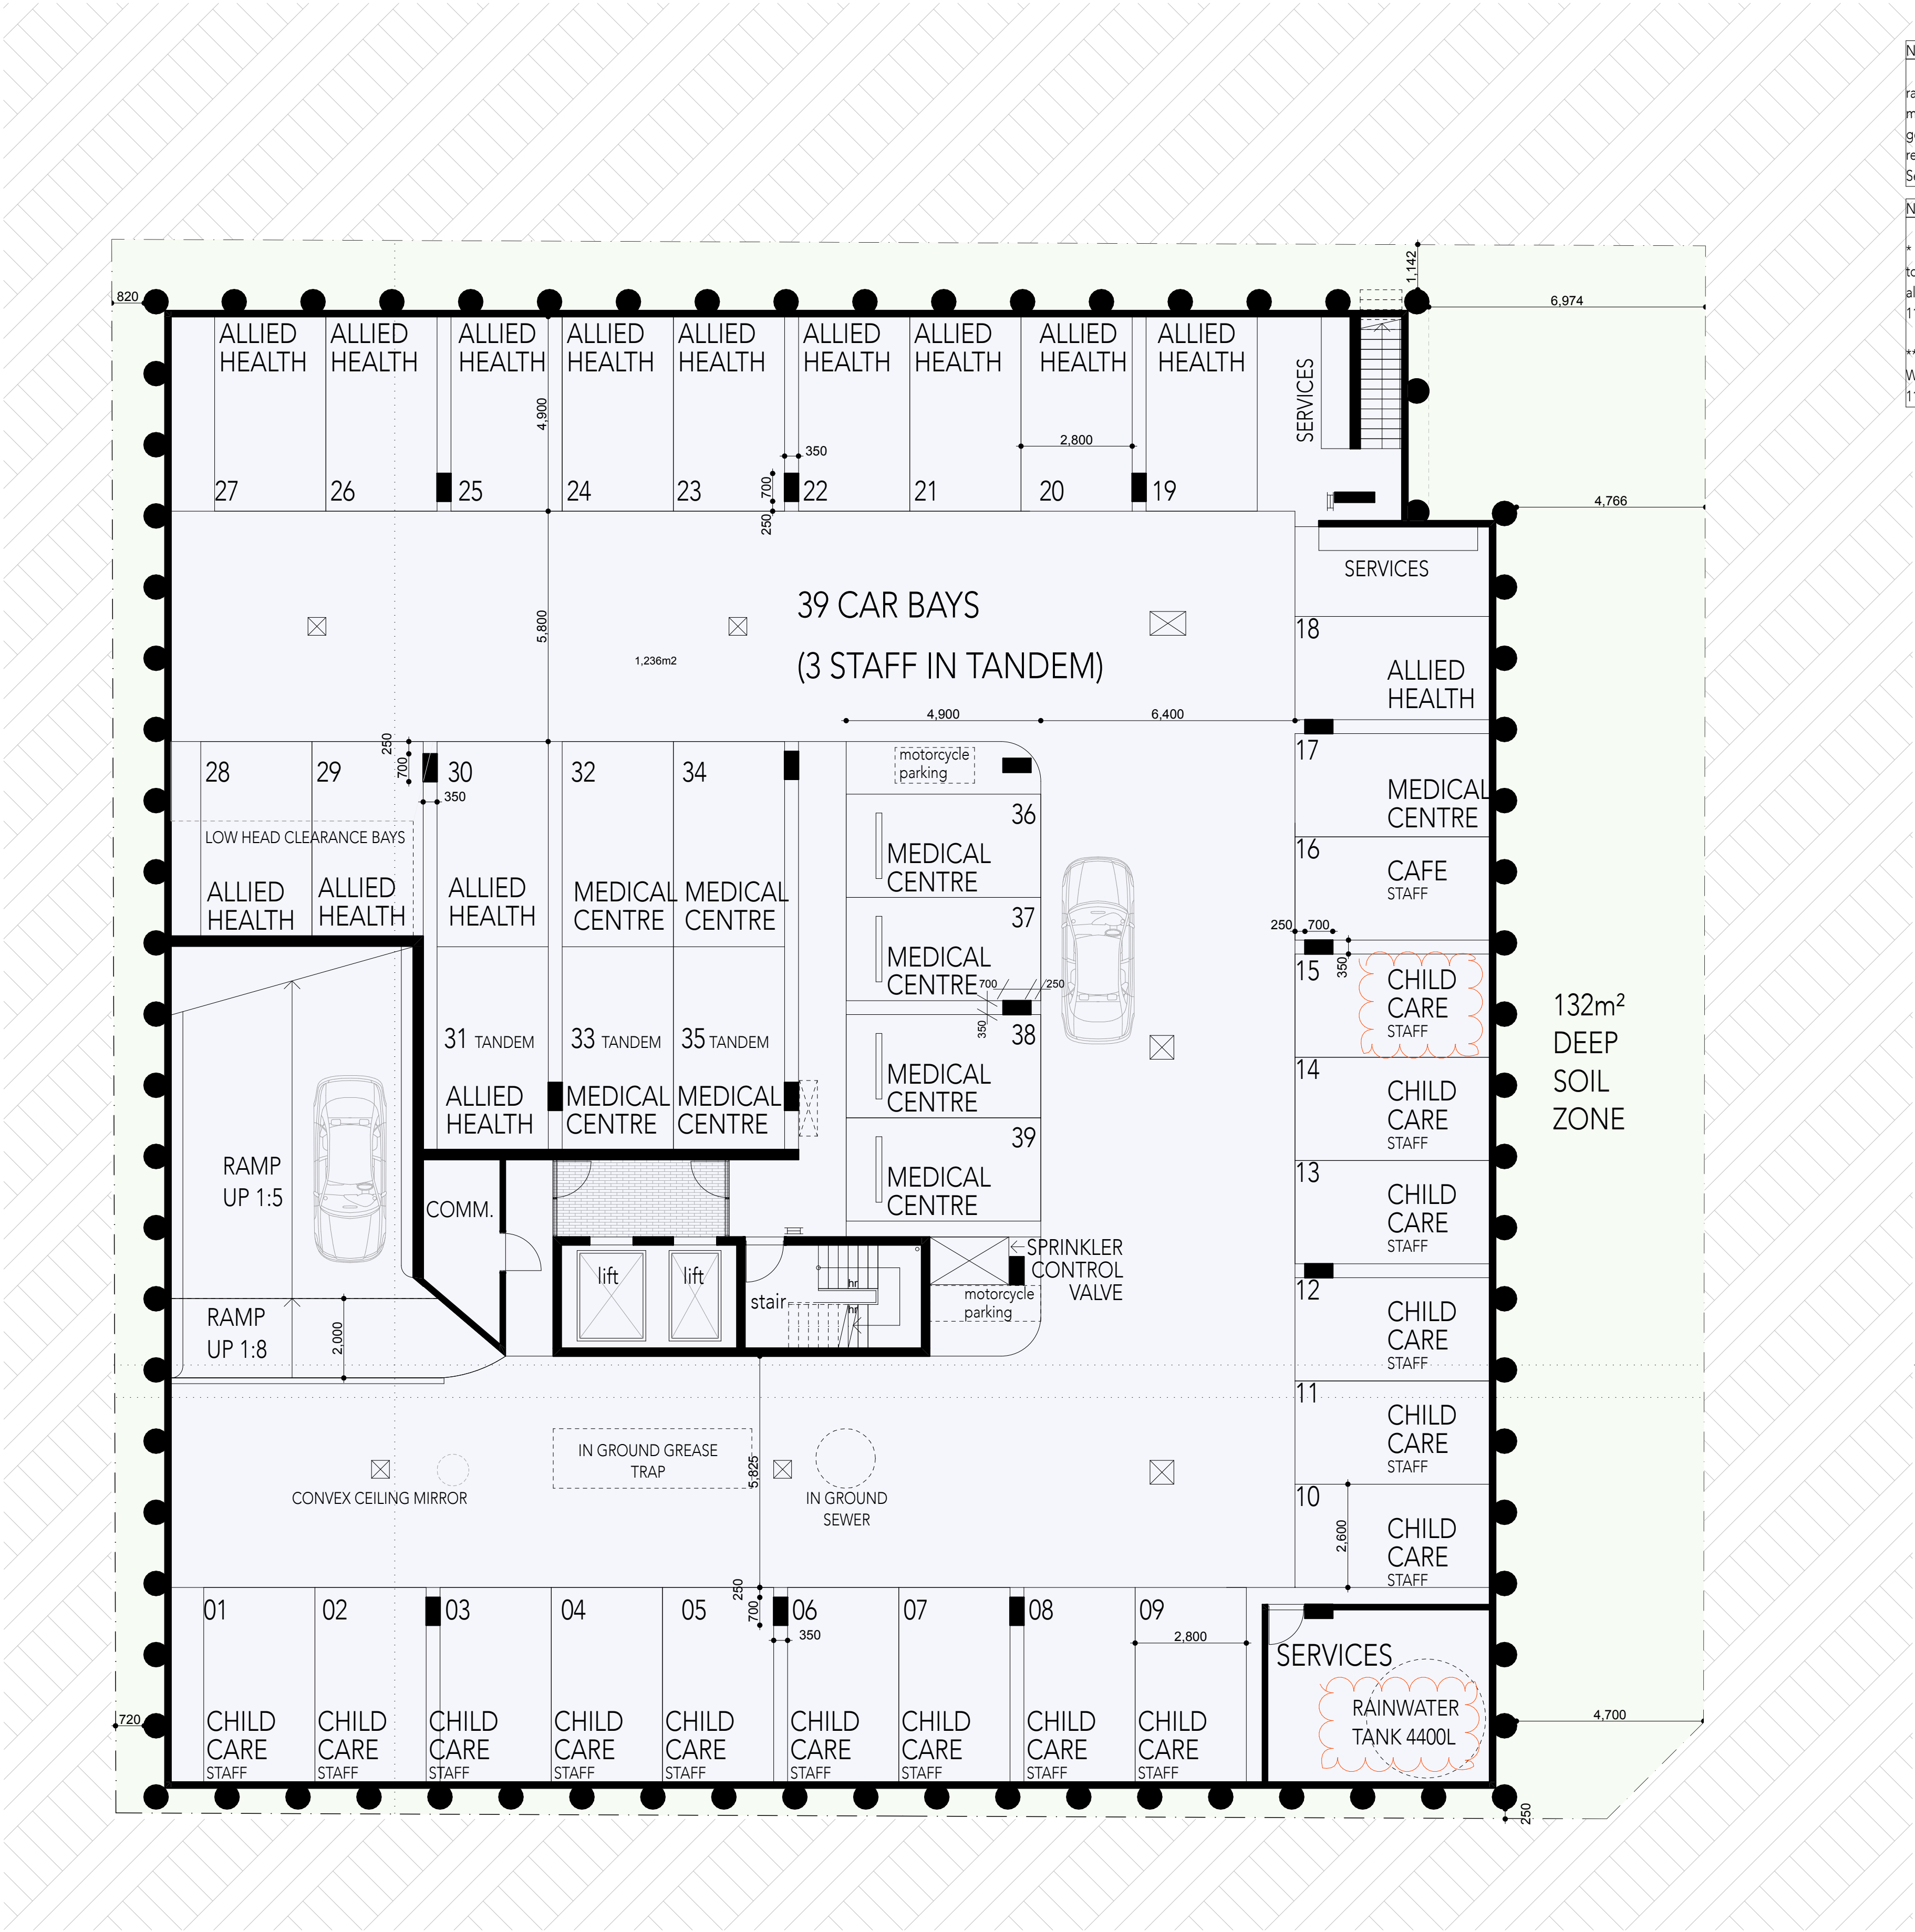 1,142
820
6,974
ALLIED
HEALTH
27
ALLIED
HEALTH
26
ALLIED
HEALTH
25
ALLIED
HEALTH
24
ALLIED
HEALTH
23
ALLIED
HEALTH
22
ALLIED
HEALTH
21
ALLIED
HEALTH
20
ALLIED
HEALTH
19
SERVICES
4,900
350
700
250
2,800
4,766
SERVICES
39 CAR BAYS
(3 STAFF IN TANDEM)
5,800
1,236m2
4,900
6,400
18
ALLIED
HEALTH
17
MEDICAL
CENTRE
16
CAFE
STAFF
250
700
350
15
CHILD
CARE
STAFF
14
CHILD
CARE
STAFF
13
CHILD
CARE
STAFF
12
CHILD
CARE
STAFF
11
CHILD
CARE
STAFF
10
CHILD
CARE
STAFF
2,600
132m²
DEEP
SOIL
ZONE
28
29
250
700
350
LOW HEAD CLEARANCE BAYS
ALLIED
HEALTH
ALLIED
HEALTH
30
ALLIED
HEALTH
32
MEDICAL
CENTRE
34
MEDICAL
CENTRE
31 TANDEM
ALLIED
HEALTH
33 TANDEM
MEDICAL
CENTRE
35 TANDEM
MEDICAL
CENTRE
motorcycle
parking
36
MEDICAL
CENTRE
37
MEDICAL
CENTRE
700
250
350
38
MEDICAL
CENTRE
39
MEDICAL
CENTRE
RAMP
UP 1:5
RAMP
UP 1:8
2,000
COMM.
lift
lift
stair
hr
hr
SPRINKLER
CONTROL
VALVE
motorcycle
parking
CONVEX CEILING MIRROR
IN GROUND GREASE
TRAP
5,825
IN GROUND
SEWER
250
700
350
2,800
01
CHILD
CARE
STAFF
02
CHILD
CARE
STAFF
03
CHILD
CARE
STAFF
04
CHILD
CARE
STAFF
05
CHILD
CARE
STAFF
06
CHILD
CARE
STAFF
07
CHILD
CARE
STAFF
08
CHILD
CARE
STAFF
09
CHILD
CARE
STAFF
SERVICES
RAINWATER
TANK 4400L
720
4,700
250